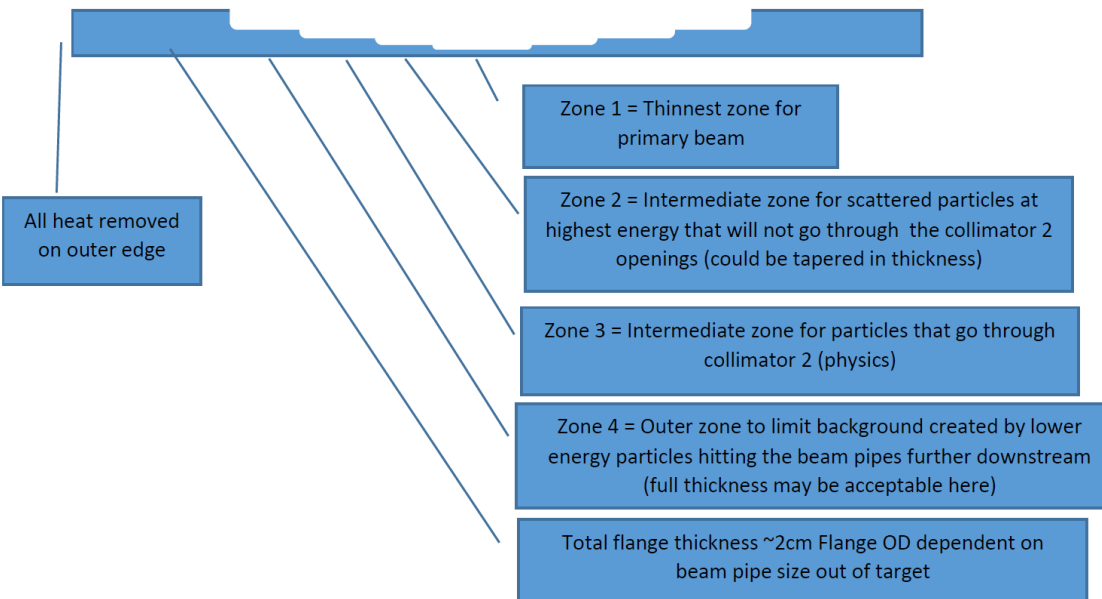 Zone 1 = Thinnest zone for
primary beam
All heat removed
on outer edge
Zone 2 = Intermediate zone for scattered particles at
highest energy that will not go through  the collimator 2
openings (could be tapered in thickness)
Zone 3 = Intermediate zone for particles that go through
collimator 2 (physics)
Zone 4 = Outer zone to limit background created by lower
energy particles hitting the beam pipes further downstream
(full thickness may be acceptable here)
Total flange thickness ~2cm Flange OD dependent on
beam pipe size out of target